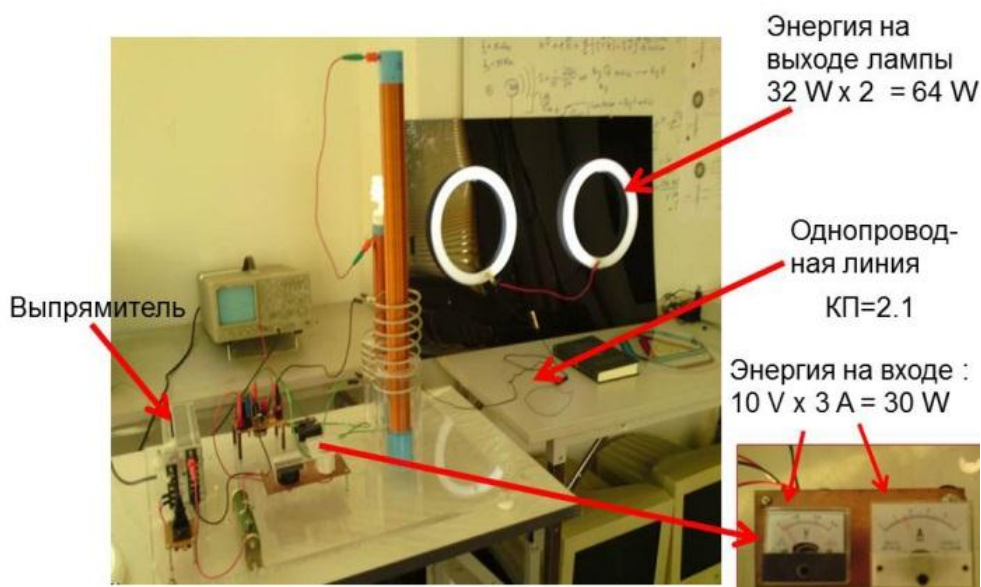 Энергия на
выходе лампы
32 W x 2 = 64 W
Однопровод-
ная линия
КП=2.1
Выпрямитель
Энергия на входе :
10 V x 3 A = 30 W
V
A